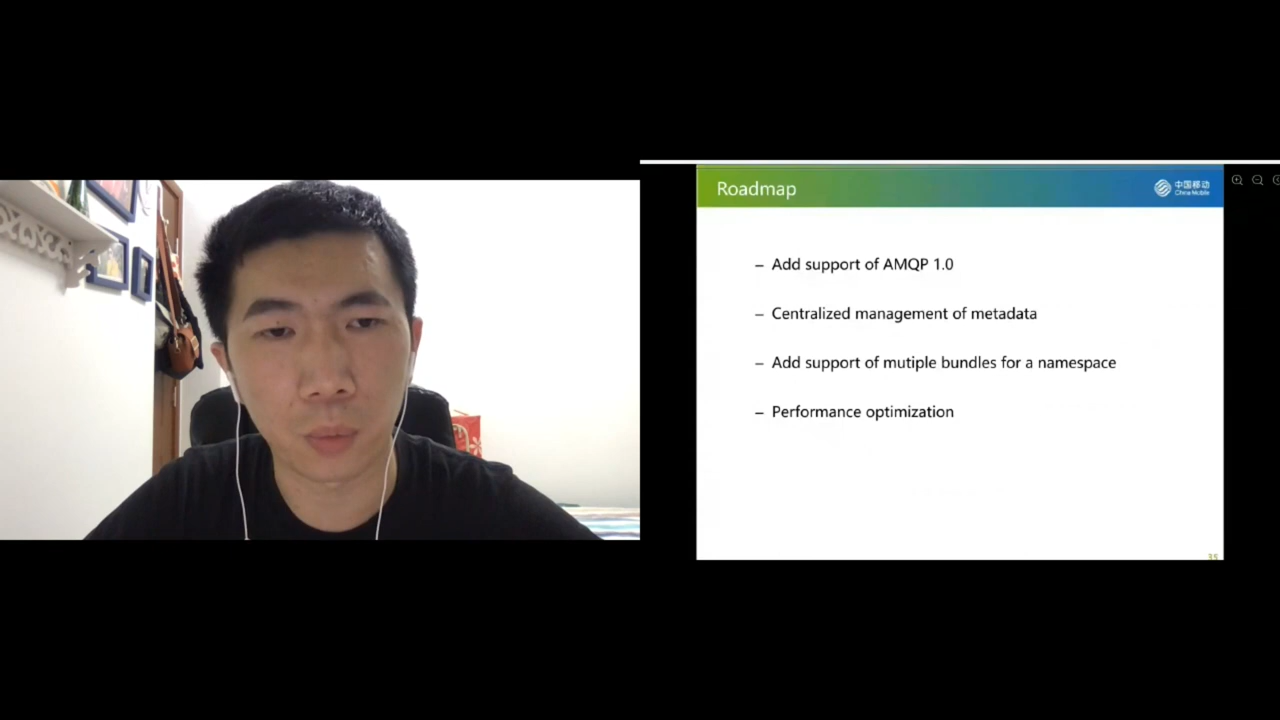 Roadmap
中国移动
China Mobile
– Add support of AMQP 1.0
– Centralized management of metadata
– Add support of mutiple bundles for a namespace
– Performance optimization
35